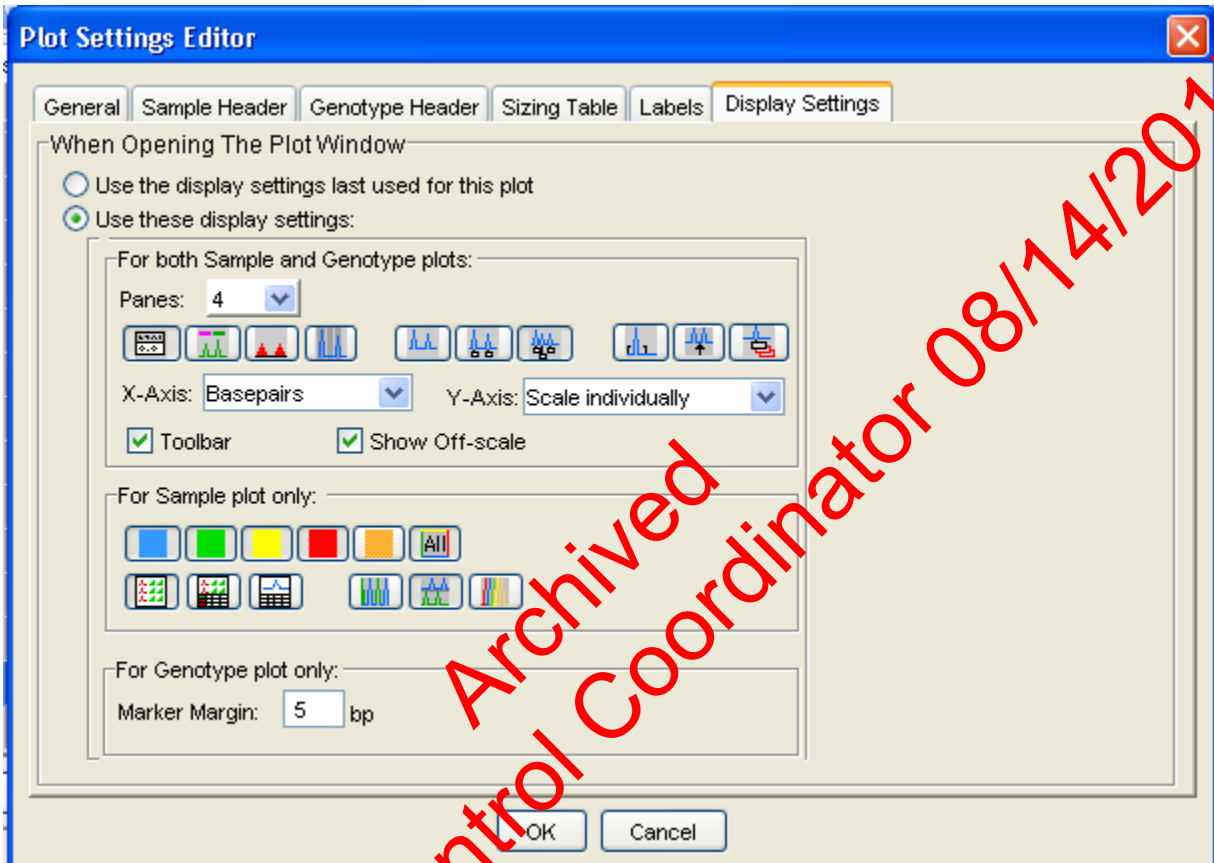 Plot Settings Editor
General Sample Header Genotype Header Sizing Table Labels Display Settings
When Opening The Plot Window
Use the display settings last used for this plot
Use these display settings:
For both Sample and Genotype plots:
Panes: 4
X-Axis: Basepairs Y-Axis: Scale individually
Toolbar Show Off-scale
For Sample plot only:
All
For Genotype plot only:
Marker Margin: 5 bp
OK Cancel
Archived
Coordinator 08/14/201